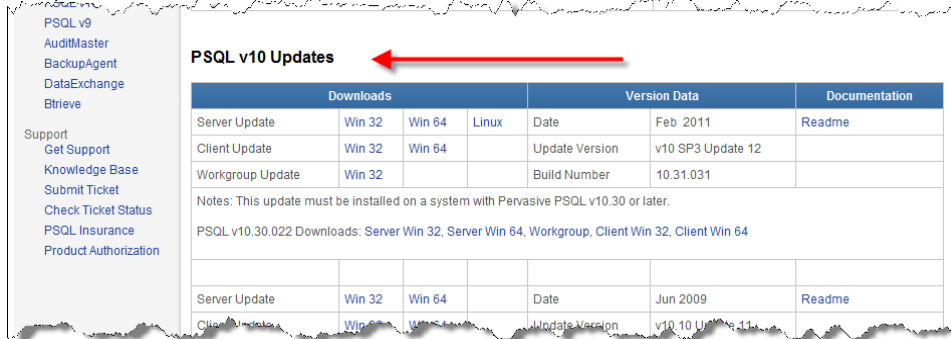 PSQL v9
AuditMaster
BackupAgent
DataExchange
Btrieve
Support
Get Support
Knowledge Base
Submit Ticket
Check Ticket Status
PSQL Insurance
Product Authorization
PSQL v10 Updates
Downloads Version Data Documentation
Server Update Win 32 Win 64 Linux Date Feb 2011 Readme
Client Update Win 32 Win 64 Update Version v10 SP3 Update 12
Workgroup Update Win 32 Build Number 10.31.031
Notes: This update must be installed on a system with Pervasive PSQL v10.30 or later.
PSQL v10.30.022 Downloads: Server Win 32, Server Win 64, Workgroup, Client Win 32, Client Win 64
Server Update Win 32 Win 64 Date Jun 2009 Readme
Update Version v10.10